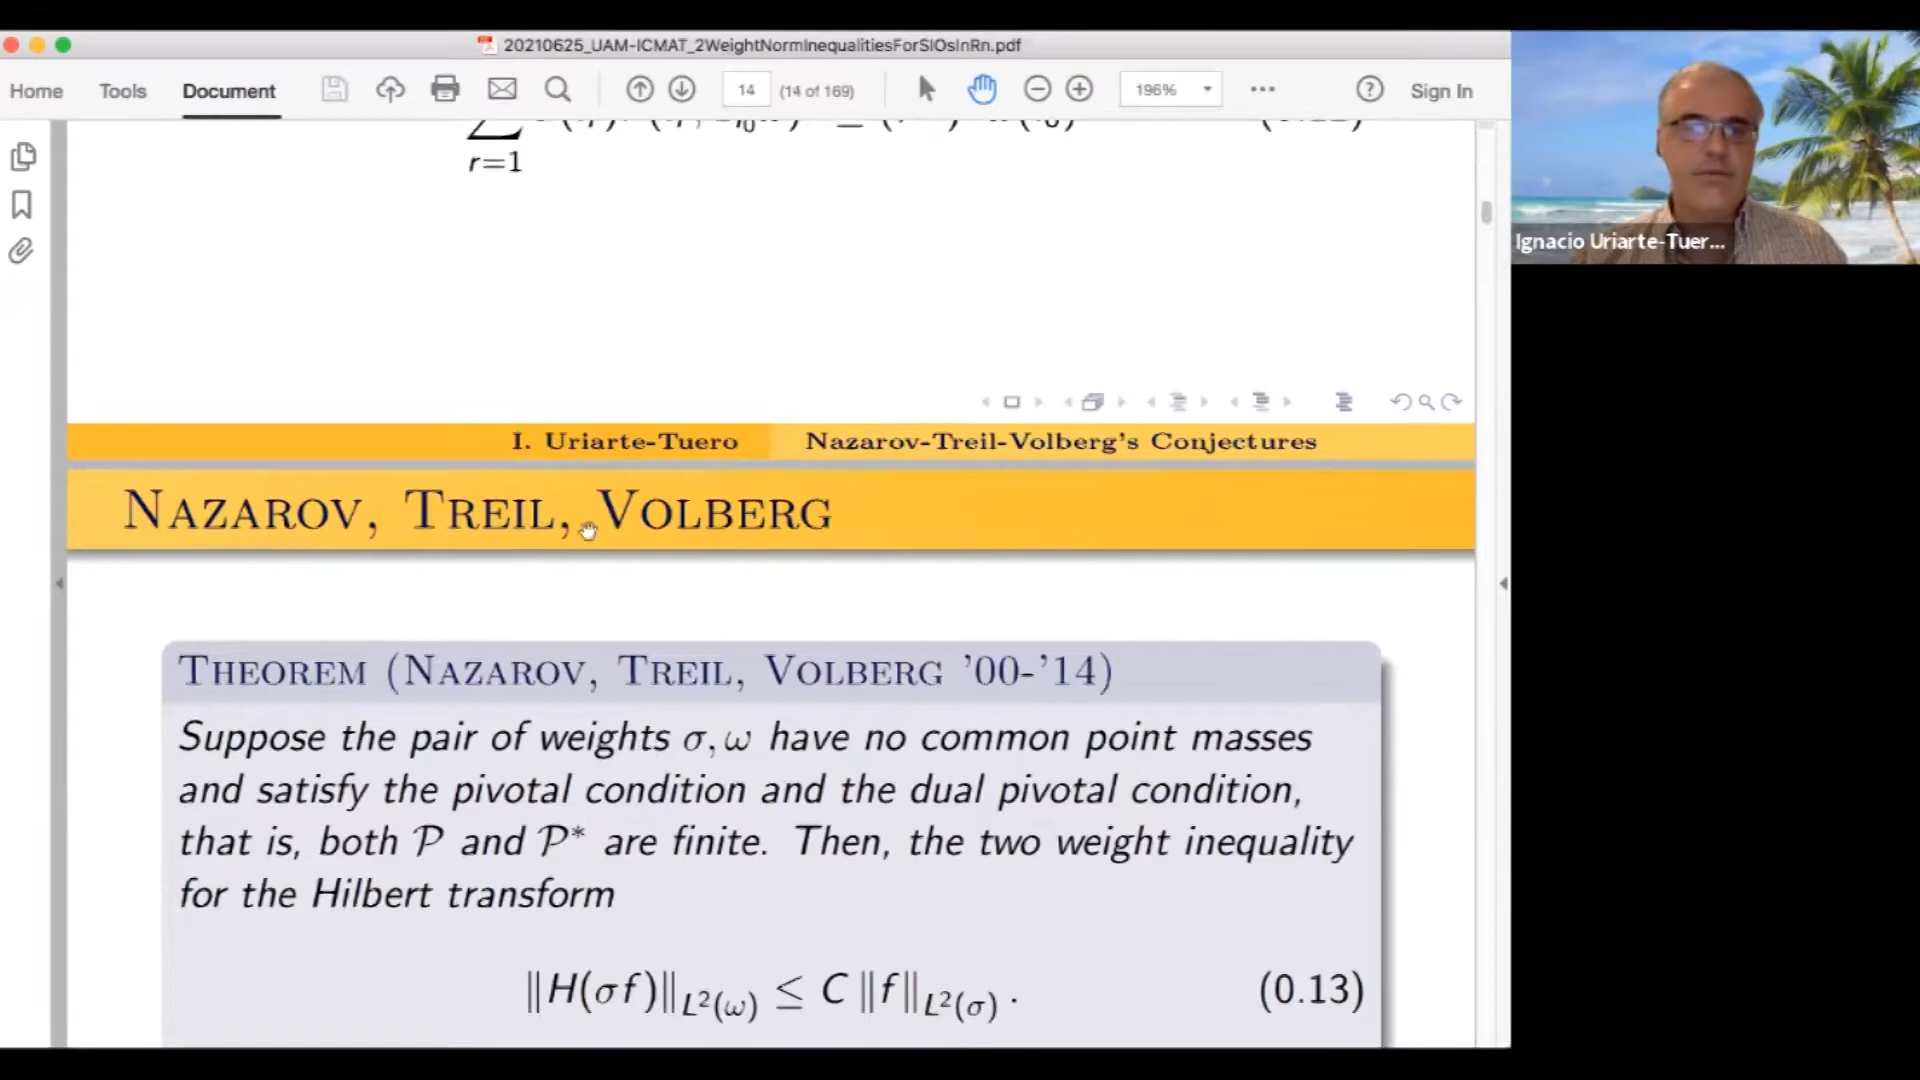 20210625_UAM-ICMAT_2WeightNormInequalitiesForSIOsInRn.pdf
Home Tools Document 14 (14 of 169) 196% Sign In
r=1
I. Uriarte-Tuero Nazarov-Treil-Volberg's Conjectures
Nazarov, Treil, Volberg
Theorem (Nazarov, Treil, Volberg '00-'14)
Suppose the pair of weights σ, ω have no common point masses
and satisfy the pivotal condition and the dual pivotal condition,
that is, both 𝒫 and 𝒫* are finite. Then, the two weight inequality
for the Hilbert transform
‖H(σf)‖_{L²(ω)} ≤ C ‖f‖_{L²(σ)} . (0.13)
Ignacio Uriarte-Tuer...